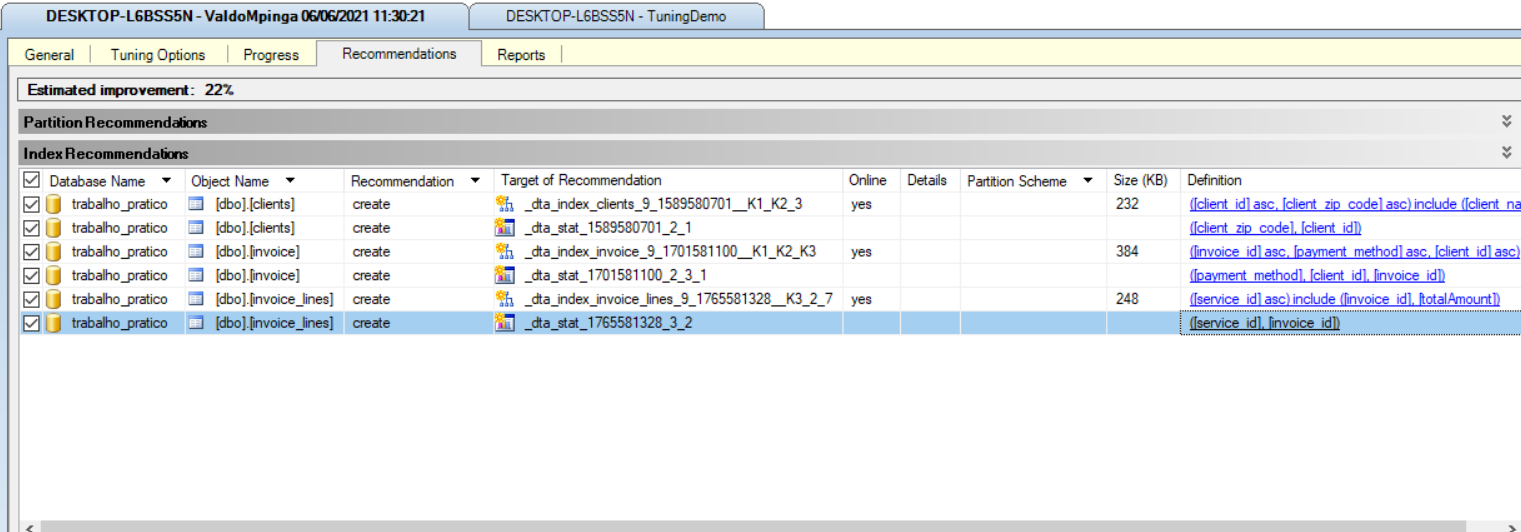 DESKTOP-L6BSS5N - ValdoMpinga 06/06/2021 11:30:21 DESKTOP-L6BSS5N - TuningDemo
General Tuning Options Progress Recommendations Reports
Estimated improvement: 22%
Partition Recommendations
Index Recommendations
Database Name Object Name Recommendation Target of Recommendation Online Details Partition Scheme Size (KB) Definition
trabalho_pratico [dbo].[clients] create _dta_index_clients_9_1589580701__K1_K2_3 yes 232 ([client_id] asc, [client_zip_code] asc) include ([client_na
trabalho_pratico [dbo].[clients] create _dta_stat_1589580701_2_1 ([client_zip_code], [client_id])
trabalho_pratico [dbo].[invoice] create _dta_index_invoice_9_1701581100__K1_K2_K3 yes 384 ([invoice_id] asc, [payment_method] asc, [client_id] asc)
trabalho_pratico [dbo].[invoice] create _dta_stat_1701581100_2_3_1 ([payment_method], [client_id], [invoice_id])
trabalho_pratico [dbo].[invoice_lines] create _dta_index_invoice_lines_9_1765581328__K3_2_7 yes 248 ([service_id] asc) include ([invoice_id], [totalAmount])
trabalho_pratico [dbo].[invoice_lines] create _dta_stat_1765581328_3_2 ([service_id], [invoice_id])